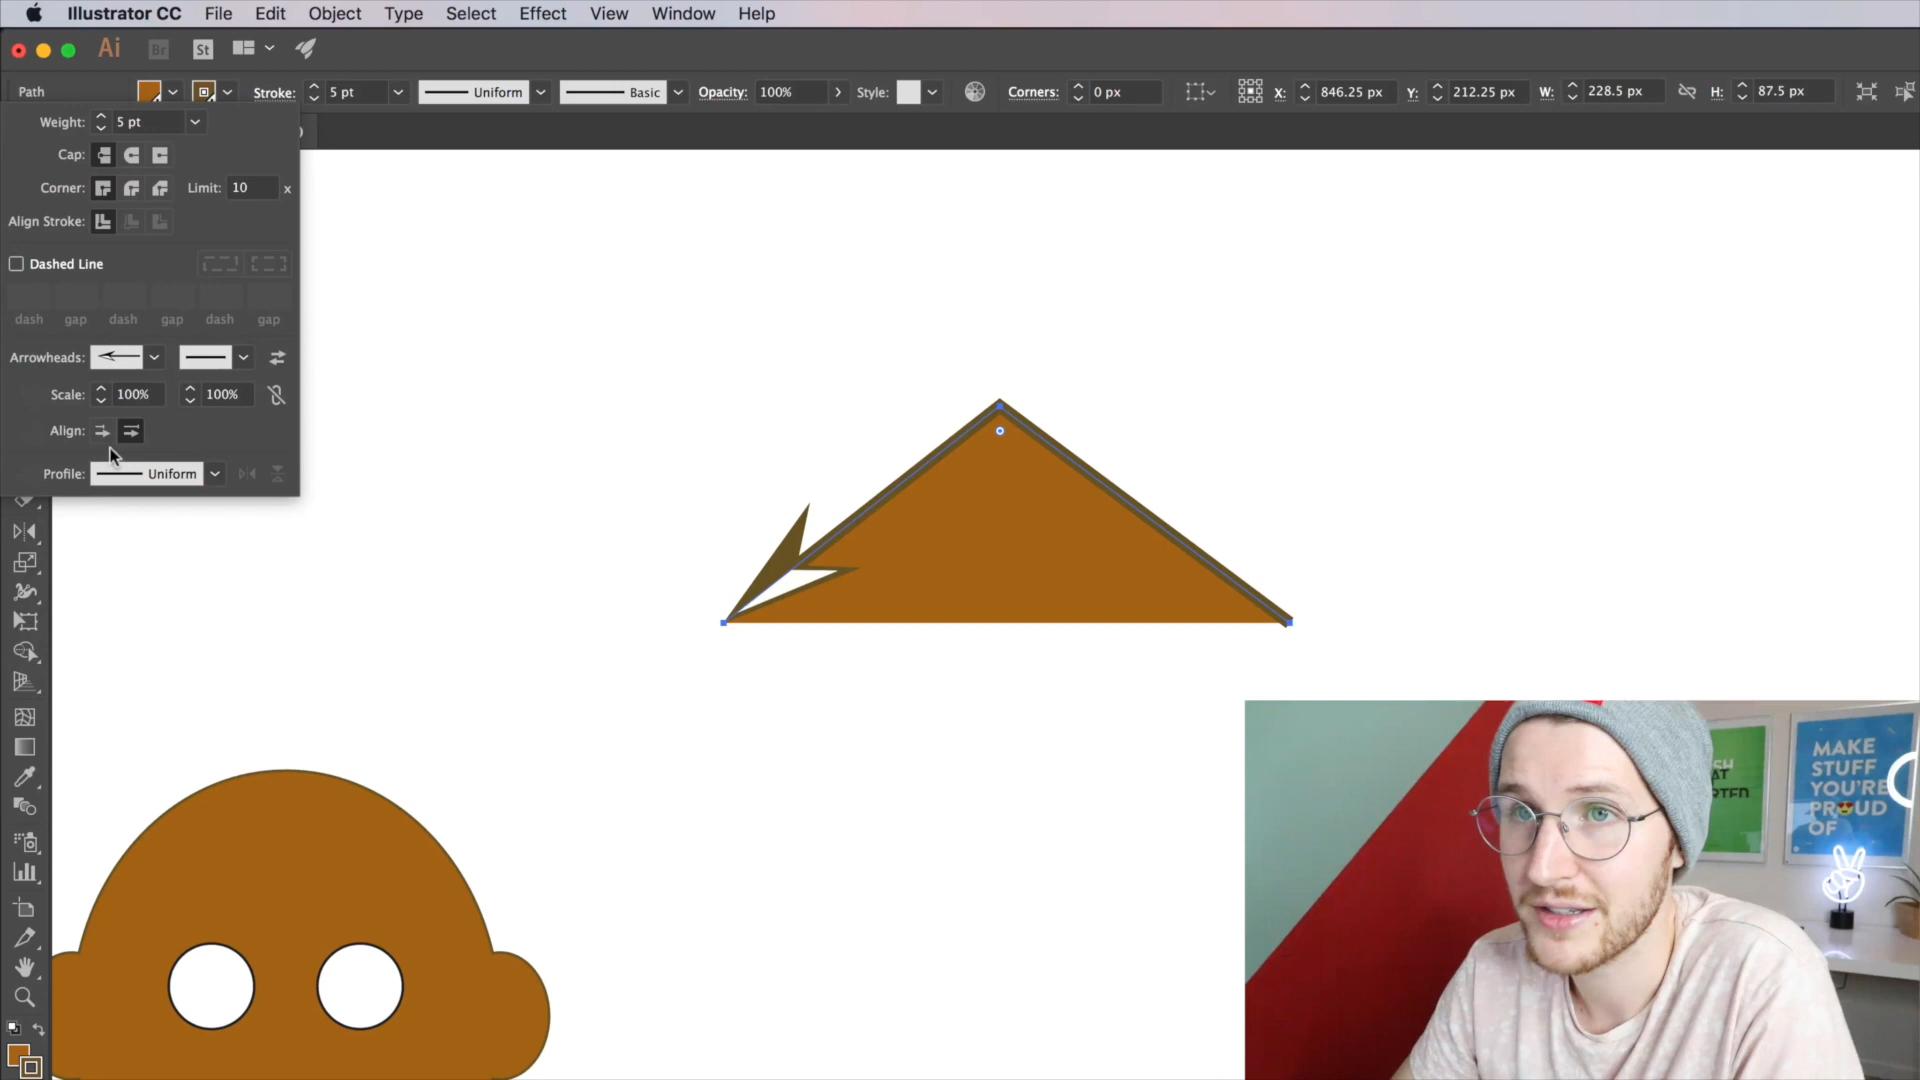 Illustrator CC File Edit Object Type Select Effect View Window Help
Ai Br St
Path Stroke: 5 pt Uniform Basic Opacity: 100% Style: Corners: 0 px X: 846.25 px Y: 212.25 px W: 228.5 px H: 87.5 px
Weight: 5 pt
Cap:
Corner: Limit: 10 x
Align Stroke:
Dashed Line
dash gap dash gap dash gap
Arrowheads:
Scale: 100% 100%
Align:
Profile: Uniform
MAKE
STUFF
YOU'RE
PROUD
OF